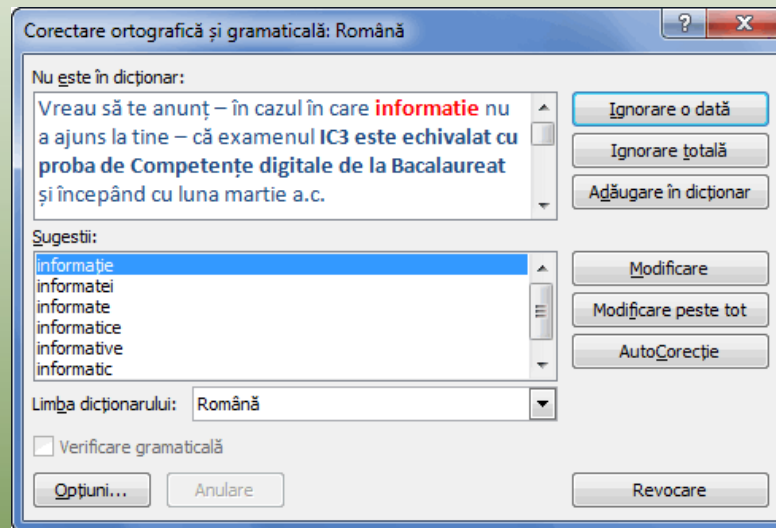 Corectare ortografică și gramaticală: Română
Nu este în dicționar:
Vreau să te anunț – în cazul în care informatie nu
a ajuns la tine – că examenul IC3 este echivalat cu
proba de Competențe digitale de la Bacalaureat
și începând cu luna martie a.c.
Ignorare o dată
Ignorare totală
Adăugare în dicționar
Sugestii:
informație
informatei
informate
informatice
informative
informatic
Modificare
Modificare peste tot
AutoCorecție
Limba dicționarului: Română
Verificare gramaticală
Opțiuni... Anulare Revocare